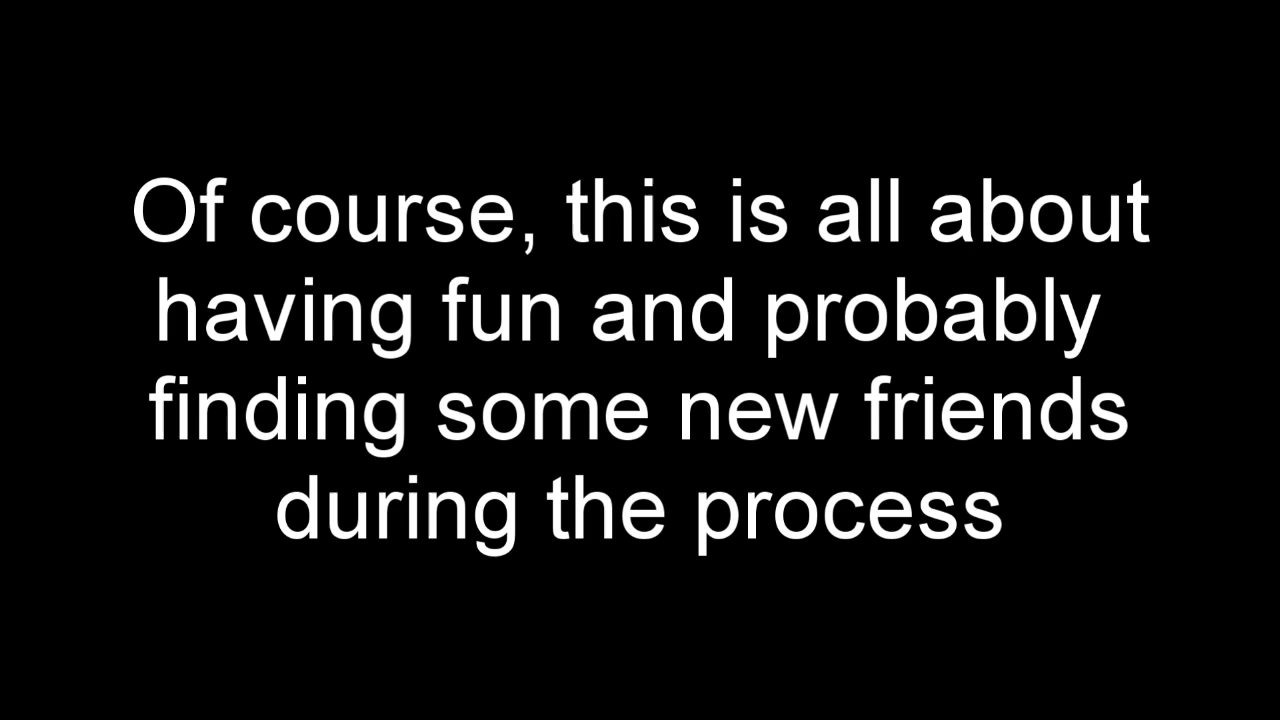 Of course, this is all about
having fun and probably
finding some new friends
during the process